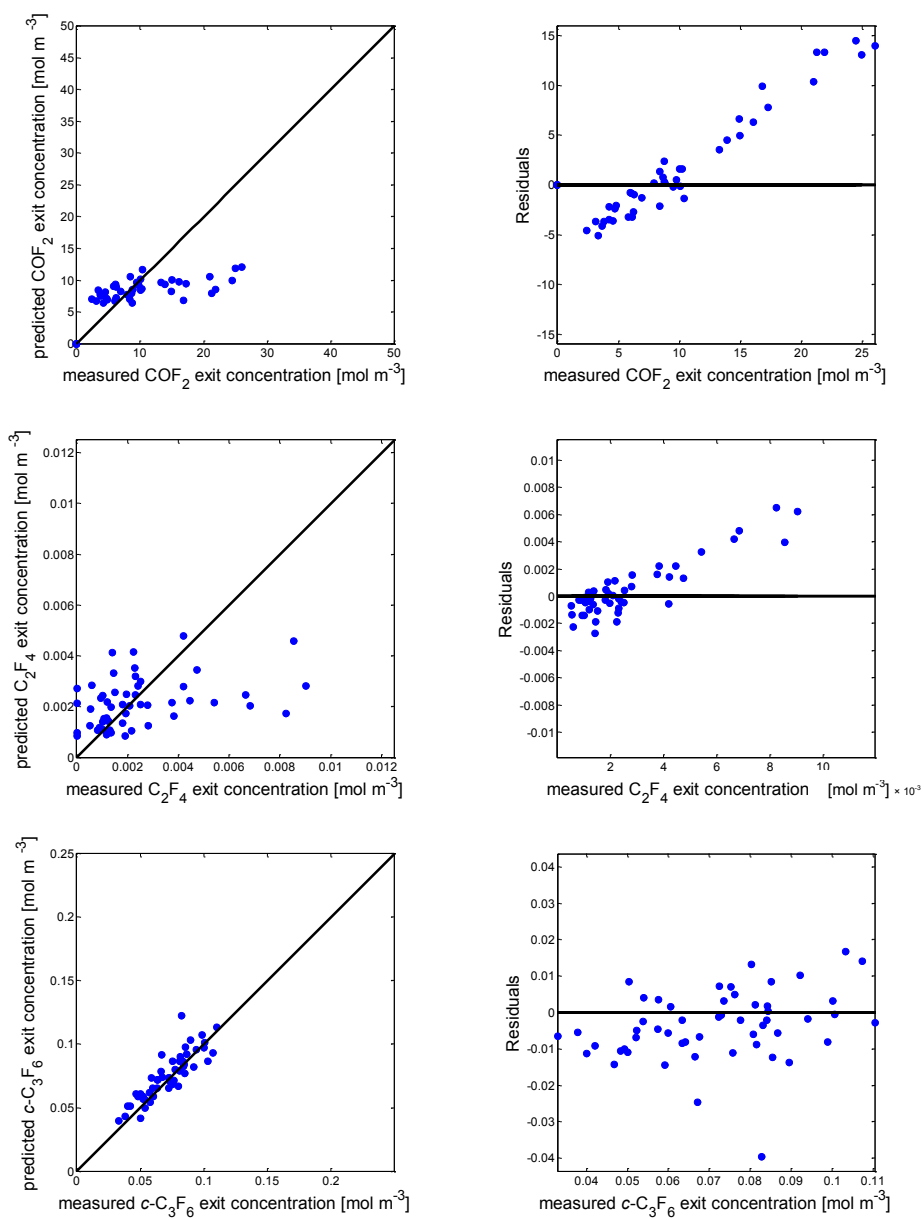 50
45
40
35
30
25
20
15
10
5
0
0 10 20 30 40 50
predicted COF₂ exit concentration [mol m⁻³]
measured COF₂ exit concentration [mol m⁻³]
15
10
5
0
-5
-10
-15
0 5 10 15 20 25
Residuals
measured COF₂ exit concentration [mol m⁻³]
0.012
0.01
0.008
0.006
0.004
0.002
0
0 0.002 0.004 0.006 0.008 0.01 0.012
predicted C₂F₄ exit concentration [mol m⁻³]
measured C₂F₄ exit concentration [mol m⁻³]
0.01
0.008
0.006
0.004
0.002
0
-0.002
-0.004
-0.006
-0.008
-0.01
2 4 6 8 10
Residuals
measured C₂F₄ exit concentration [mol m⁻³] × 10⁻³
0.25
0.2
0.15
0.1
0.05
0
0 0.05 0.1 0.15 0.2
predicted c-C₃F₆ exit concentration [mol m⁻³]
measured c-C₃F₆ exit concentration [mol m⁻³]
0.04
0.03
0.02
0.01
0
-0.01
-0.02
-0.03
-0.04
0.04 0.05 0.06 0.07 0.08 0.09 0.10 0.11
Residuals
measured c-C₃F₆ exit concentration [mol m⁻³]